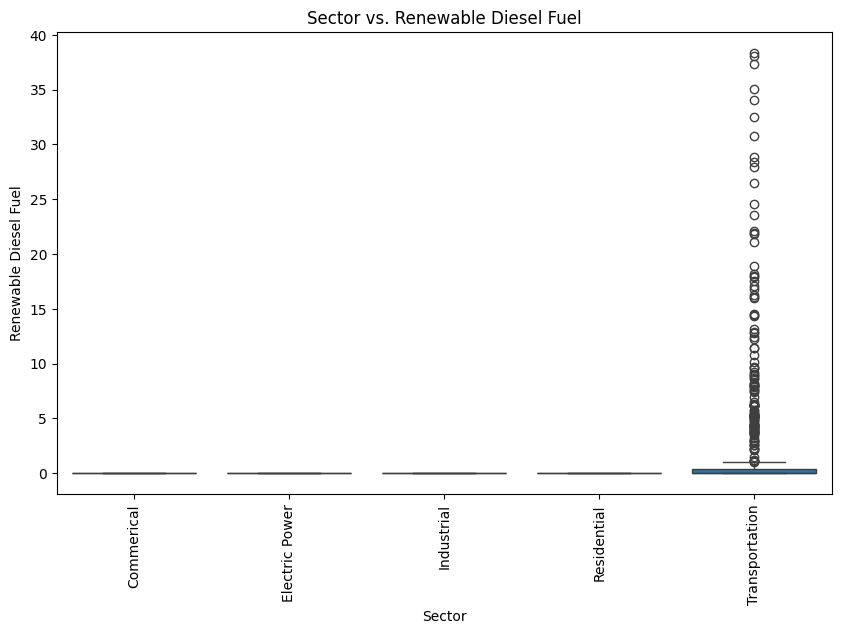 Sector vs. Renewable Diesel Fuel
40
35
30
25
20
15
10
5
0
Renewable Diesel Fuel
Commerical
Electric Power
Industrial
Residential
Transportation
Sector